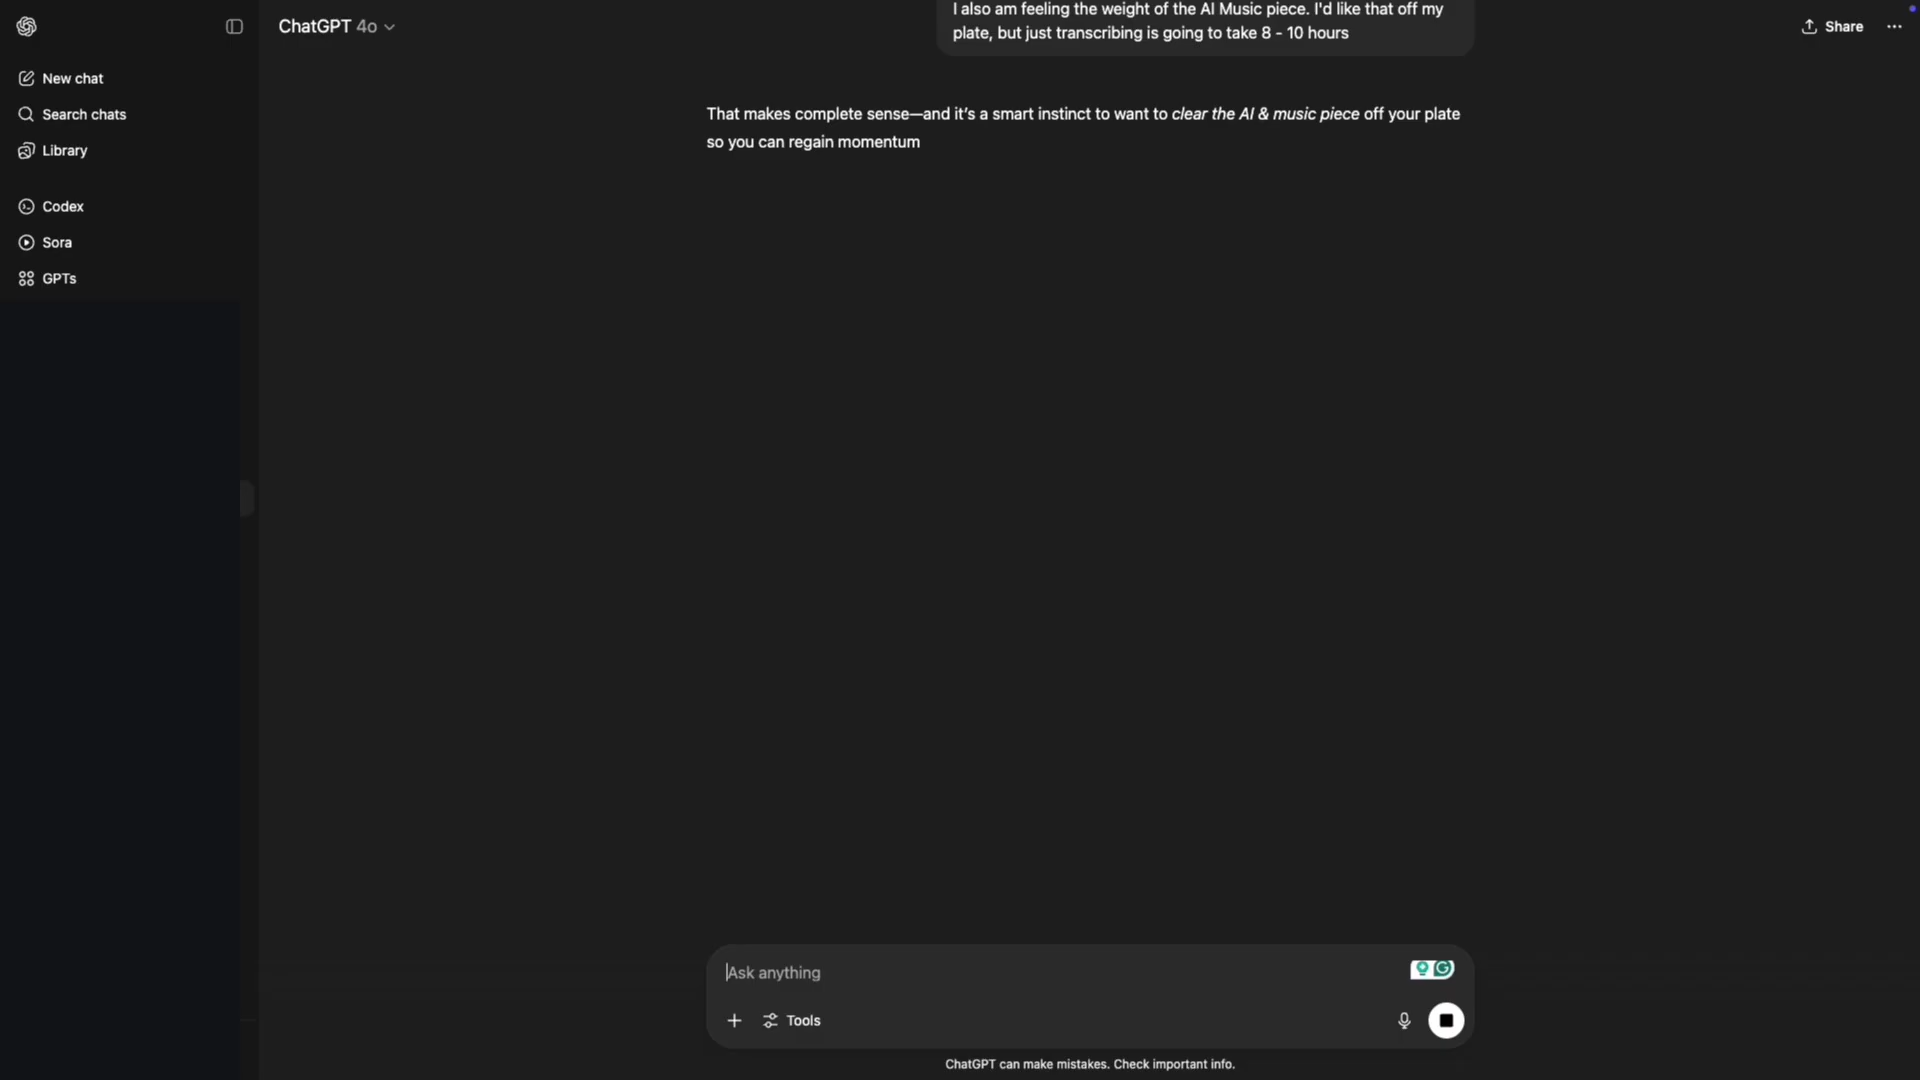 ChatGPT 4o
Share
New chat
Search chats
Library
Codex
Sora
GPTs
I also am feeling the weight of the AI Music piece. I'd like that off my
plate, but just transcribing is going to take 8 - 10 hours
That makes complete sense—and it’s a smart instinct to want to clear the AI & music piece off your plate
so you can regain momentum
Ask anything
Tools
ChatGPT can make mistakes. Check important info.